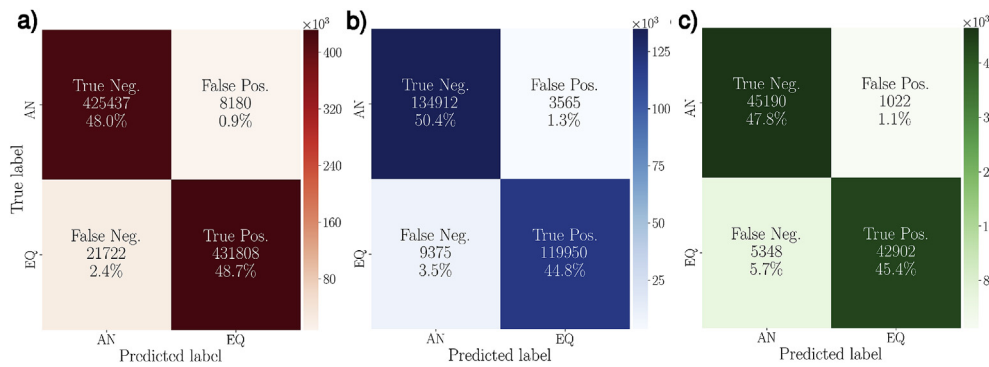 a)
×10³
True Neg.
425437
48.0%
False Pos.
8180
0.9%
False Neg.
21722
2.4%
True Pos.
431808
48.7%
AN
EQ
True label
AN
EQ
Predicted label
400
320
240
160
80
b)
×10³
True Neg.
134912
50.4%
False Pos.
3565
1.3%
False Neg.
9375
3.5%
True Pos.
119950
44.8%
AN
EQ
AN
EQ
Predicted label
125
100
75
50
25
c)
×10³
True Neg.
45190
47.8%
False Pos.
1022
1.1%
False Neg.
5348
5.7%
True Pos.
42902
45.4%
AN
EQ
AN
EQ
Predicted label
4
3
2
1
8